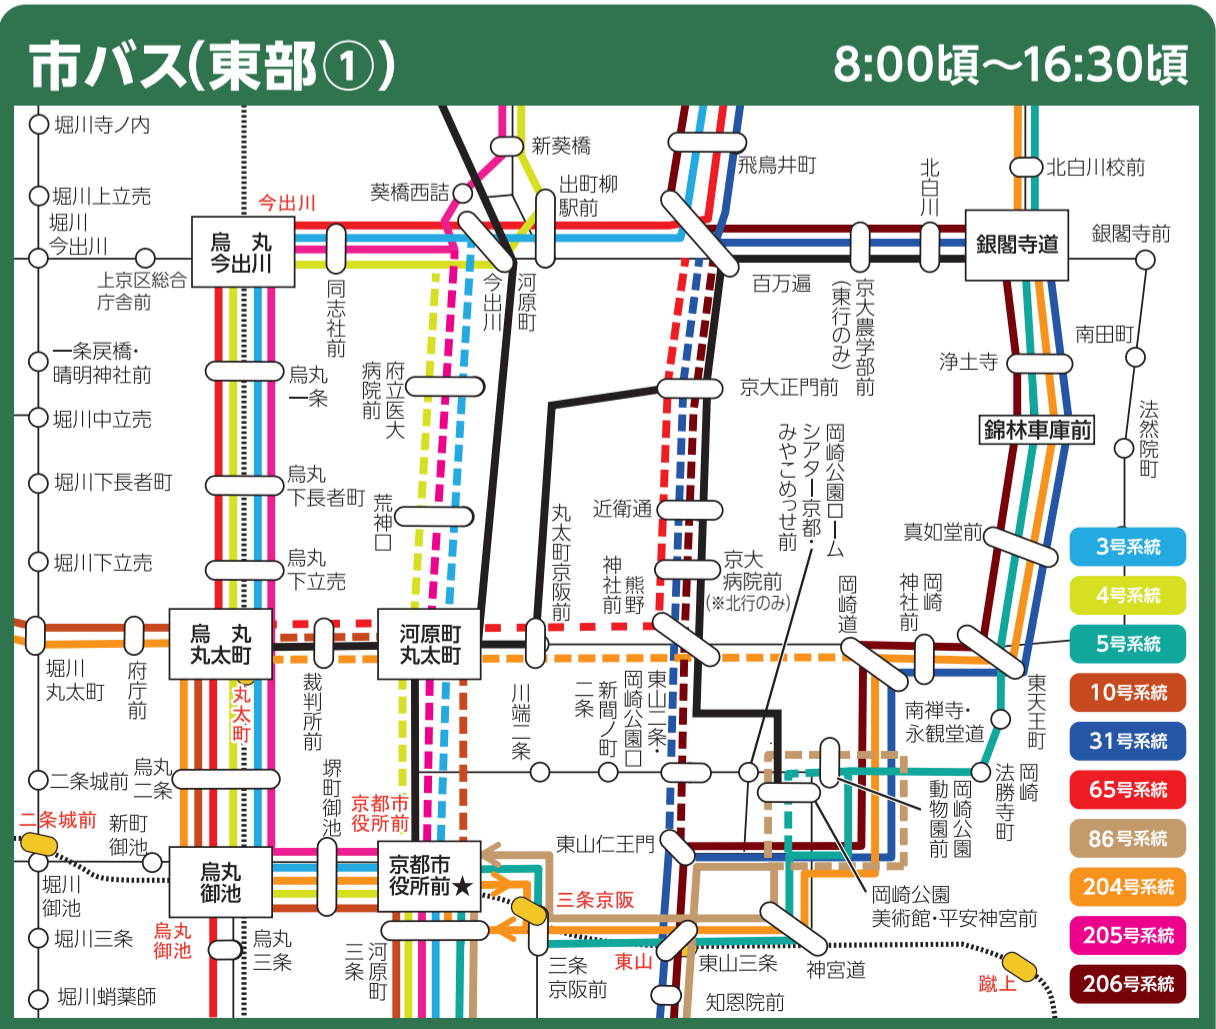 市バス(東部①)
8:00頃～16:30頃
堀川寺ノ内
新葵橋
飛鳥井町
北白川
北白川校前
堀川上立売
今出川
葵橋西詰
出町柳
駅前
堀川
今出川
烏　丸
今出川
銀閣寺道
銀閣寺前
上京区総合
庁舎前
同志社前
河原町
今出川
百万遍
京大農学部前
(東行のみ)
南田町
一条戻橋・
晴明神社前
烏丸
一条
府立医大
病院前
京大正門前
浄土寺
堀川中立売
錦林車庫前
法然院町
岡崎公園ローム
シアター京都・
みやこめっせ前
堀川下長者町
烏丸
下長者町
荒神口
丸太町京阪前
近衛通
真如堂前
3号系統
堀川下立売
烏丸
下立売
熊野
神社前
京大
病院前
(※北行のみ)
岡崎道
岡崎
神社前
4号系統
烏　丸
丸太町
河原町
丸太町
5号系統
堀川
丸太町
府庁前
丸太町
裁判所前
川端二条
新間ノ町
二条
東山二条・
岡崎公園口
南禅寺・
永観堂道
東天王町
10号系統
31号系統
二条城前
烏丸
二条
堺町御池
京都市
役所前
岡崎公園
動物園前
岡崎
法勝寺町
65号系統
二条城前
新町
御池
東山仁王門
86号系統
堀川
御池
烏丸
御池
京都市
役所前★
三条京阪
岡崎公園
美術館・平安神宮前
204号系統
堀川三条
烏丸
御池
烏丸
三条
河原町
三条
三条
京阪前
東山
東山三条
神宮道
蹴上
205号系統
堀川蛸薬師
知恩院前
206号系統